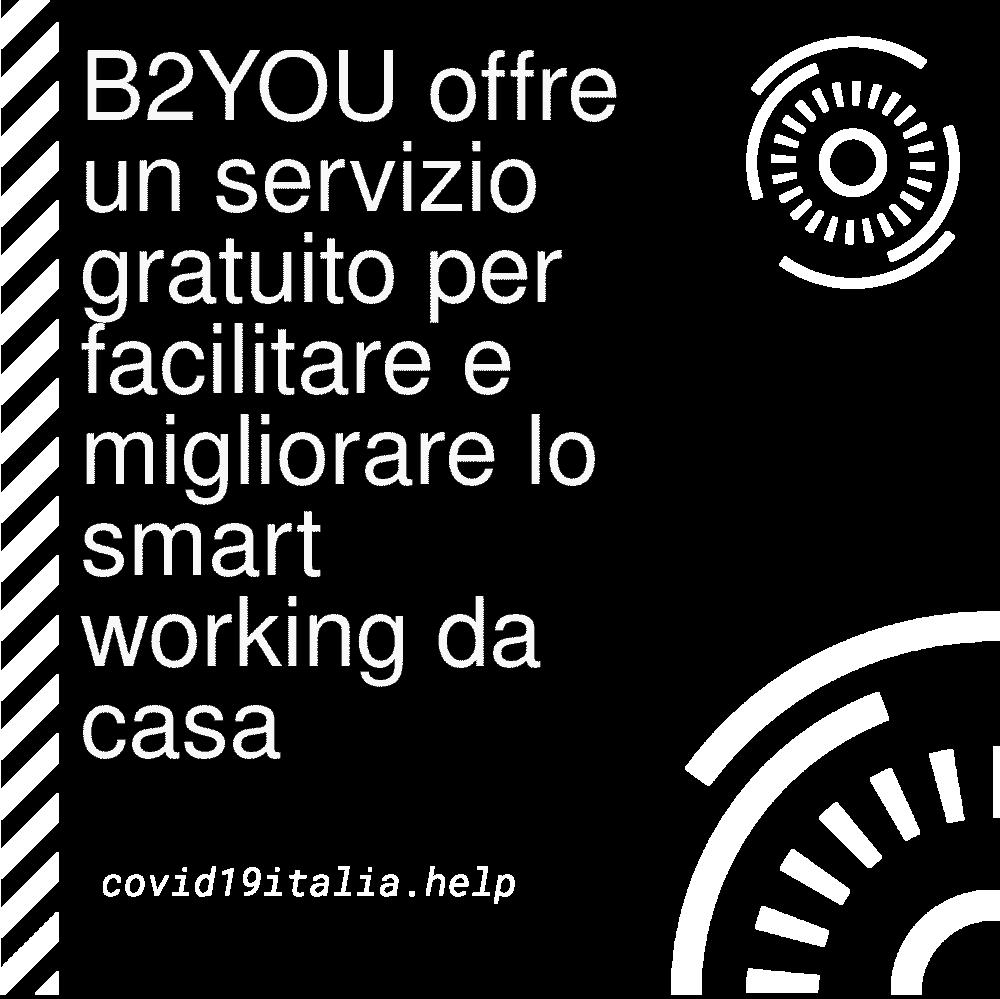 B2YOU offre
un servizio
gratuito per
facilitare e
migliorare lo
smart
working da
casa
covid19italia.help